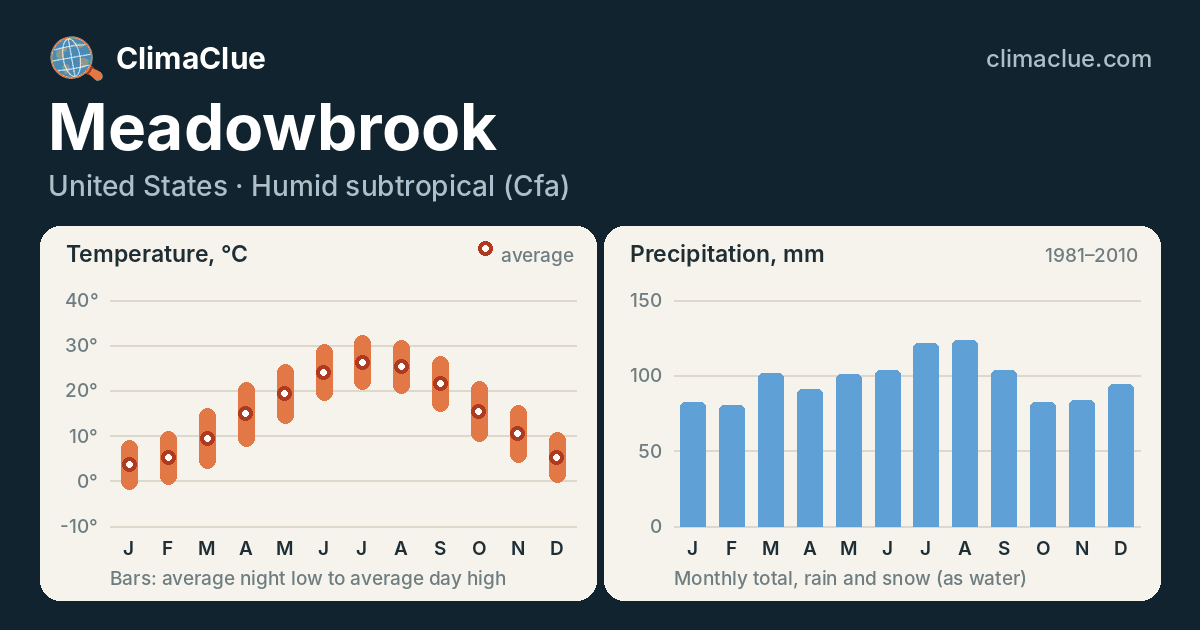 ClimaClue
climaclue.com
Meadowbrook
United States · Humid subtropical (Cfa)
Temperature, °C
average
40°
30°
20°
10°
0°
-10°
J F M A M J J A S O N D
Bars: average night low to average day high
Precipitation, mm
1981–2010
150
100
50
0
J F M A M J J A S O N D
Monthly total, rain and snow (as water)